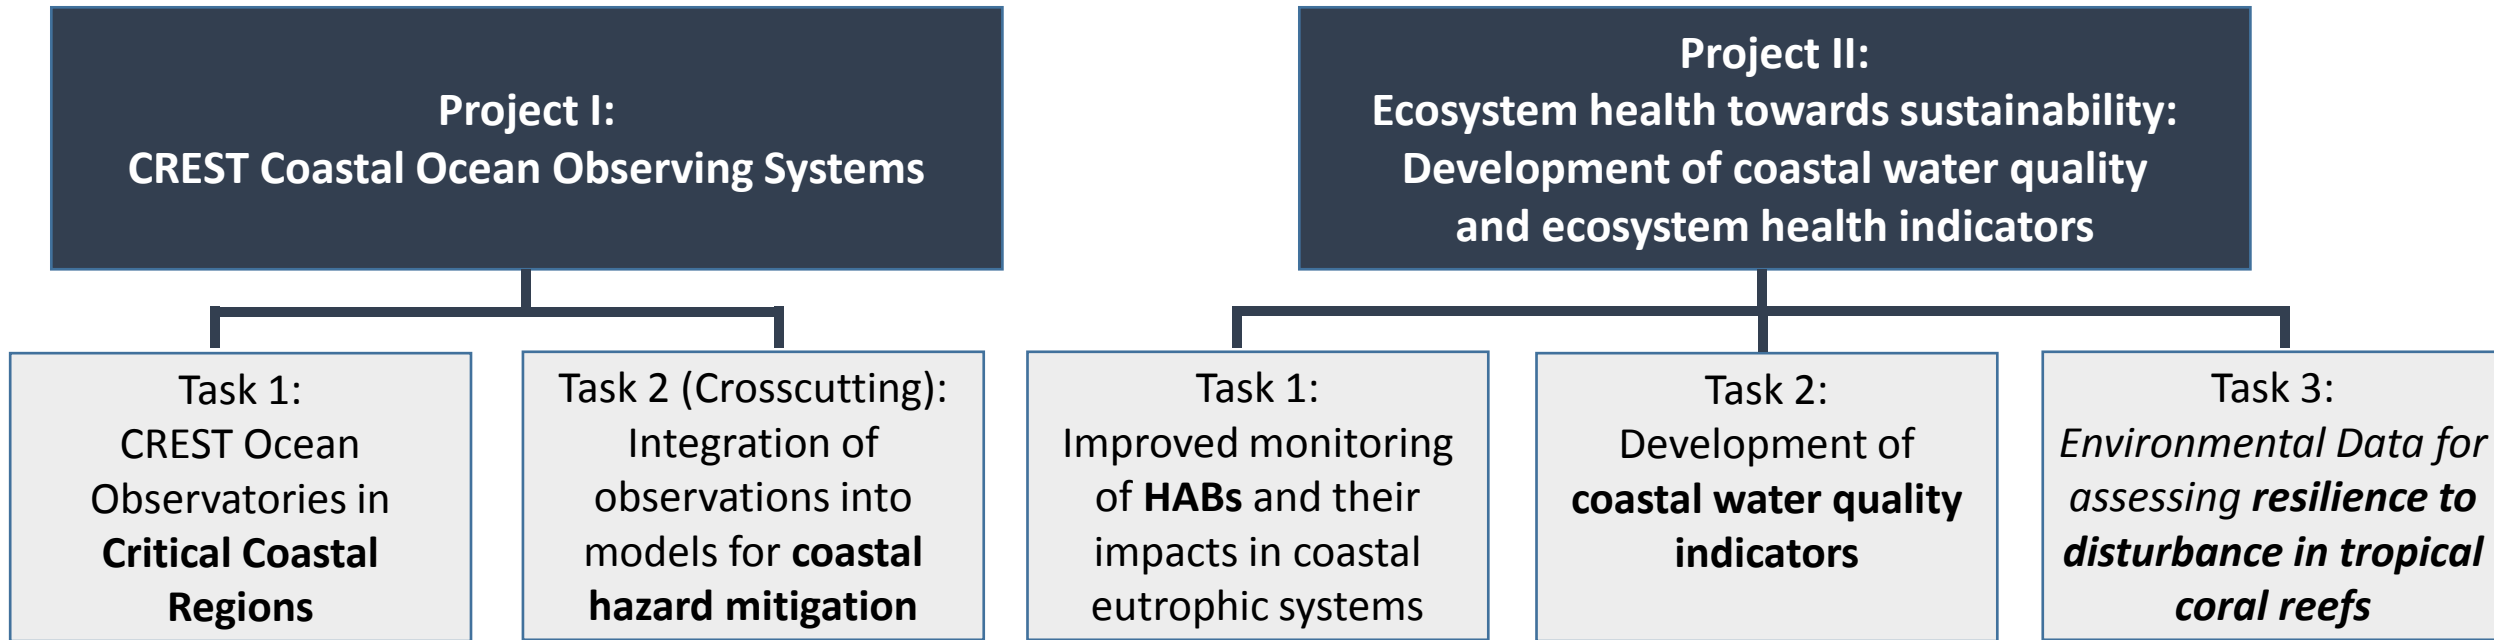 Project I:
CREST Coastal Ocean Observing Systems
Project II:
Ecosystem health towards sustainability:
Development of coastal water quality
and ecosystem health indicators
Task 1:
CREST Ocean
Observatories in
Critical Coastal
Regions
Task 2 (Crosscutting):
Integration of
observations into
models for coastal
hazard mitigation
Task 1:
Improved monitoring
of HABs and their
impacts in coastal
eutrophic systems
Task 2:
Development of
coastal water quality
indicators
Task 3:
Environmental Data for
assessing resilience to
disturbance in tropical
coral reefs